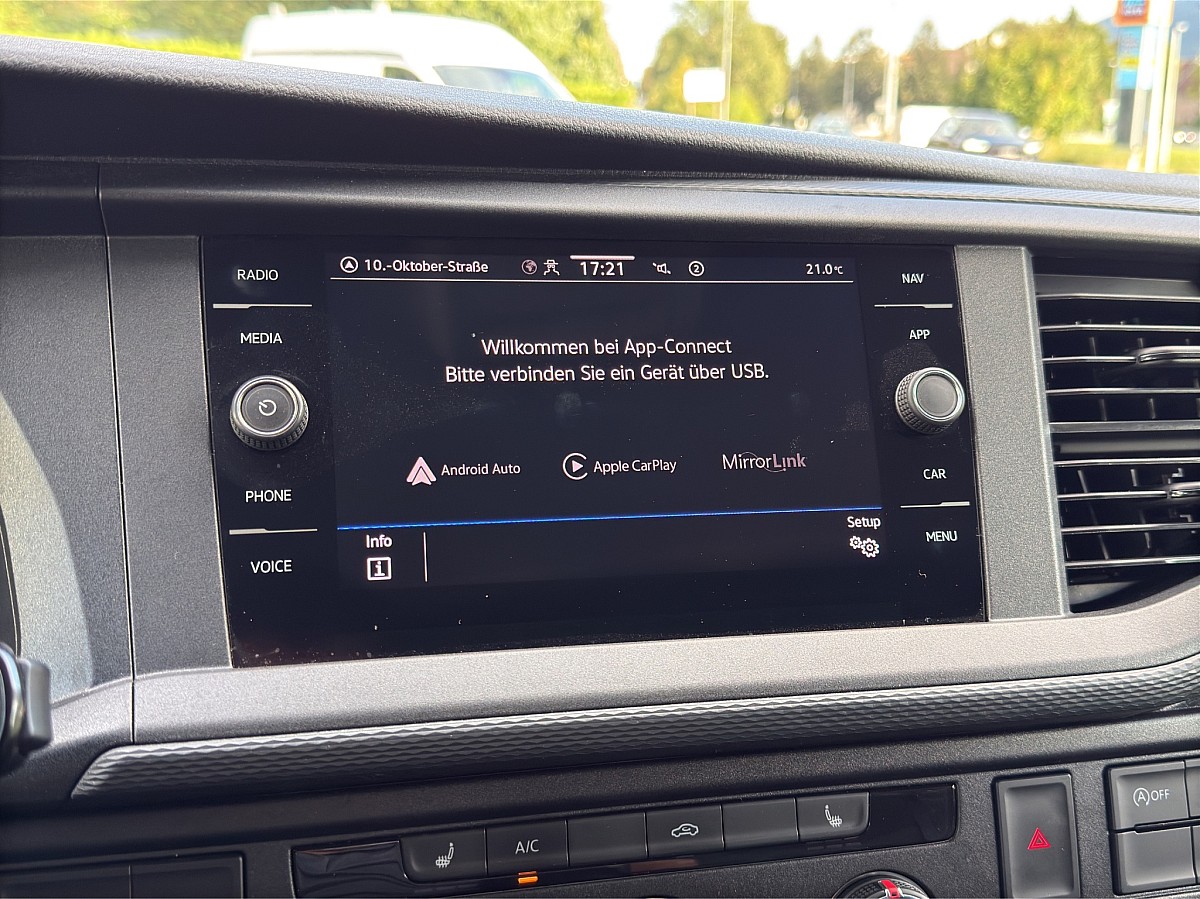 RADIO
MEDIA
PHONE
VOICE
10.-Oktober-Straße
17:21
2
21.0°C
Willkommen bei App-Connect
Bitte verbinden Sie ein Gerät über USB.
Android Auto
Apple CarPlay
MirrorLink
Info
i
Setup
NAV
APP
CAR
MENU
A/C
A OFF